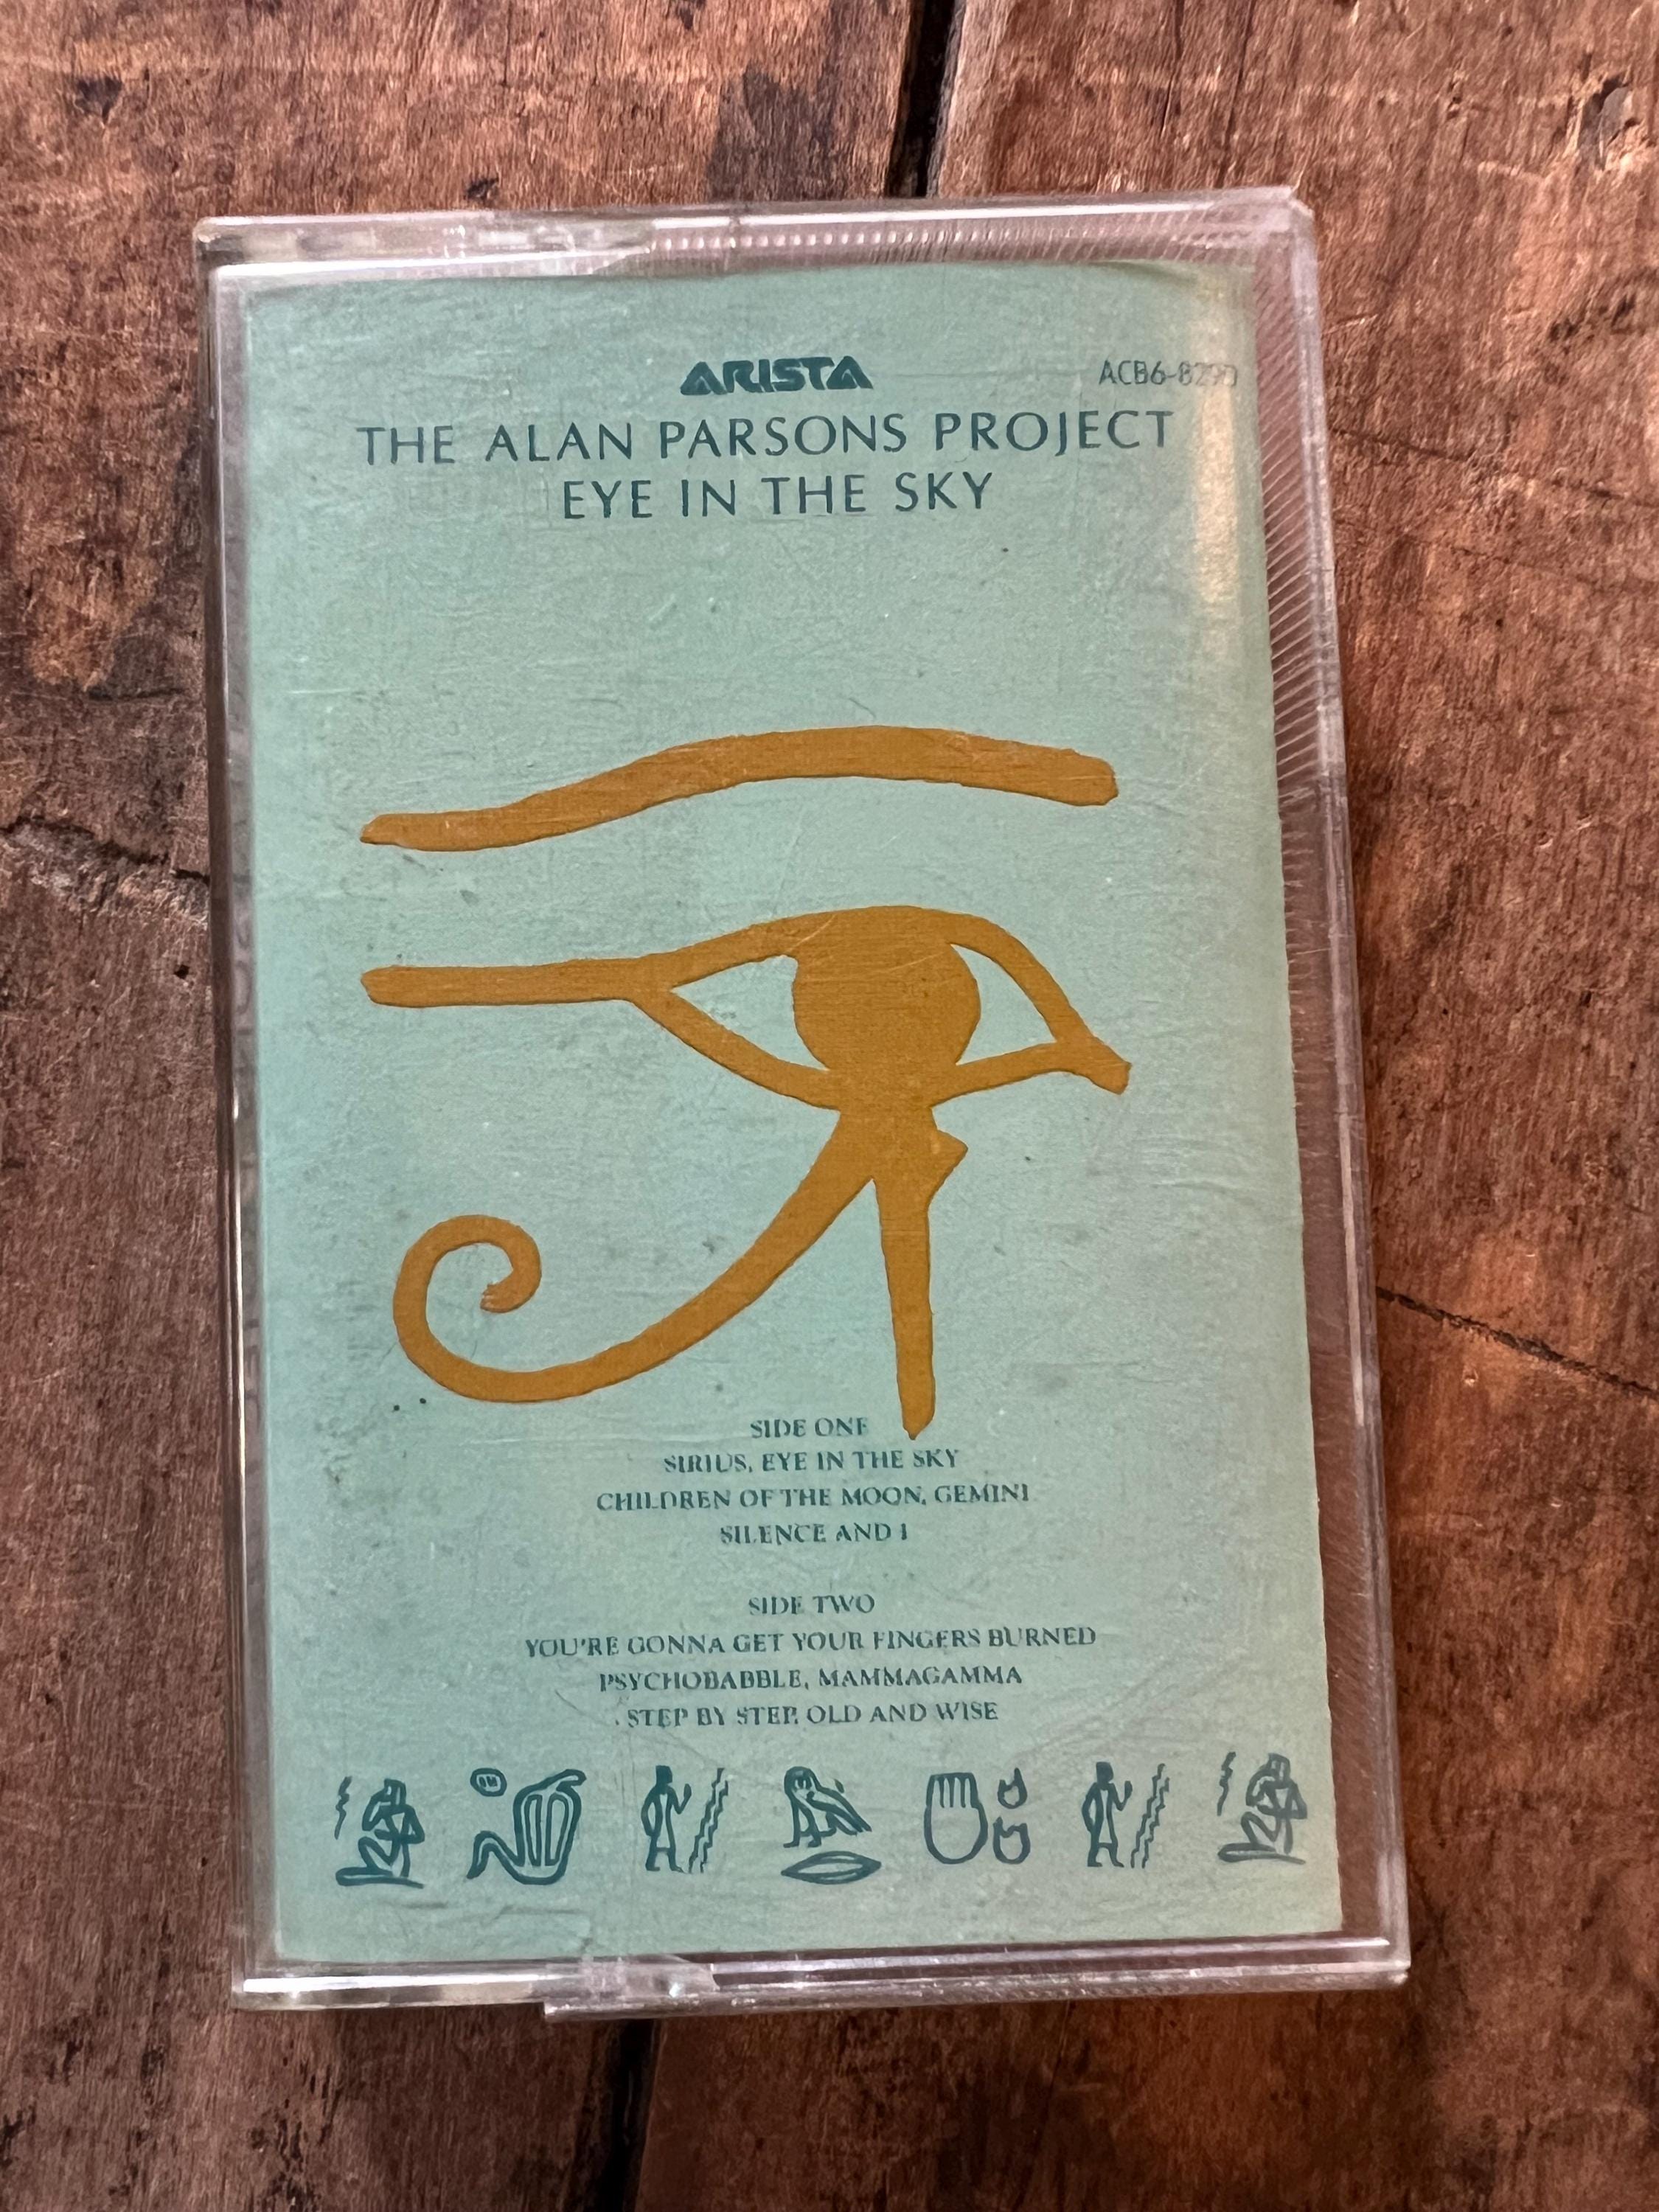 ARISTA
ACB6-8290
THE ALAN PARSONS PROJECT
EYE IN THE SKY
SIDE ONE
SIRIUS, EYE IN THE SKY
CHILDREN OF THE MOON, GEMINI
SILENCE AND I
SIDE TWO
YOU'RE GONNA GET YOUR FINGERS BURNED
PSYCHOBABBLE, MAMMAGAMMA
STEP BY STEP, OLD AND WISE